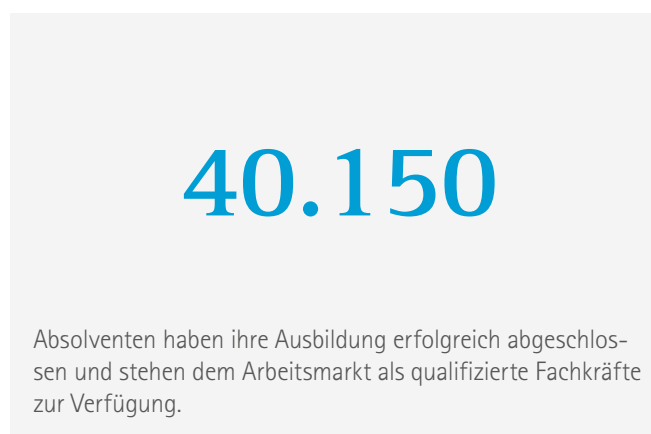 40.150
Absolventen haben ihre Ausbildung erfolgreich abgeschlos-
sen und stehen dem Arbeitsmarkt als qualifizierte Fachkräfte
zur Verfügung.